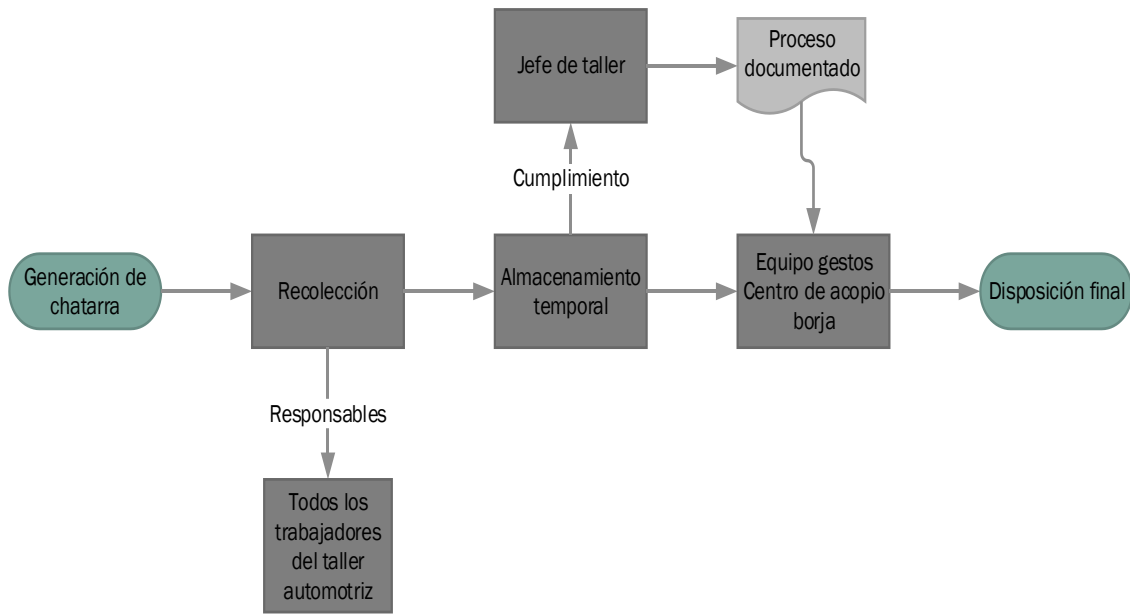 Jefe de taller
Proceso
documentado
Cumplimiento
Generación de
chatarra
Recolección
Almacenamiento
temporal
Equipo gestos
Centro de acopio
borja
Disposición final
Responsables
Todos los
trabajadores
del taller
automotriz